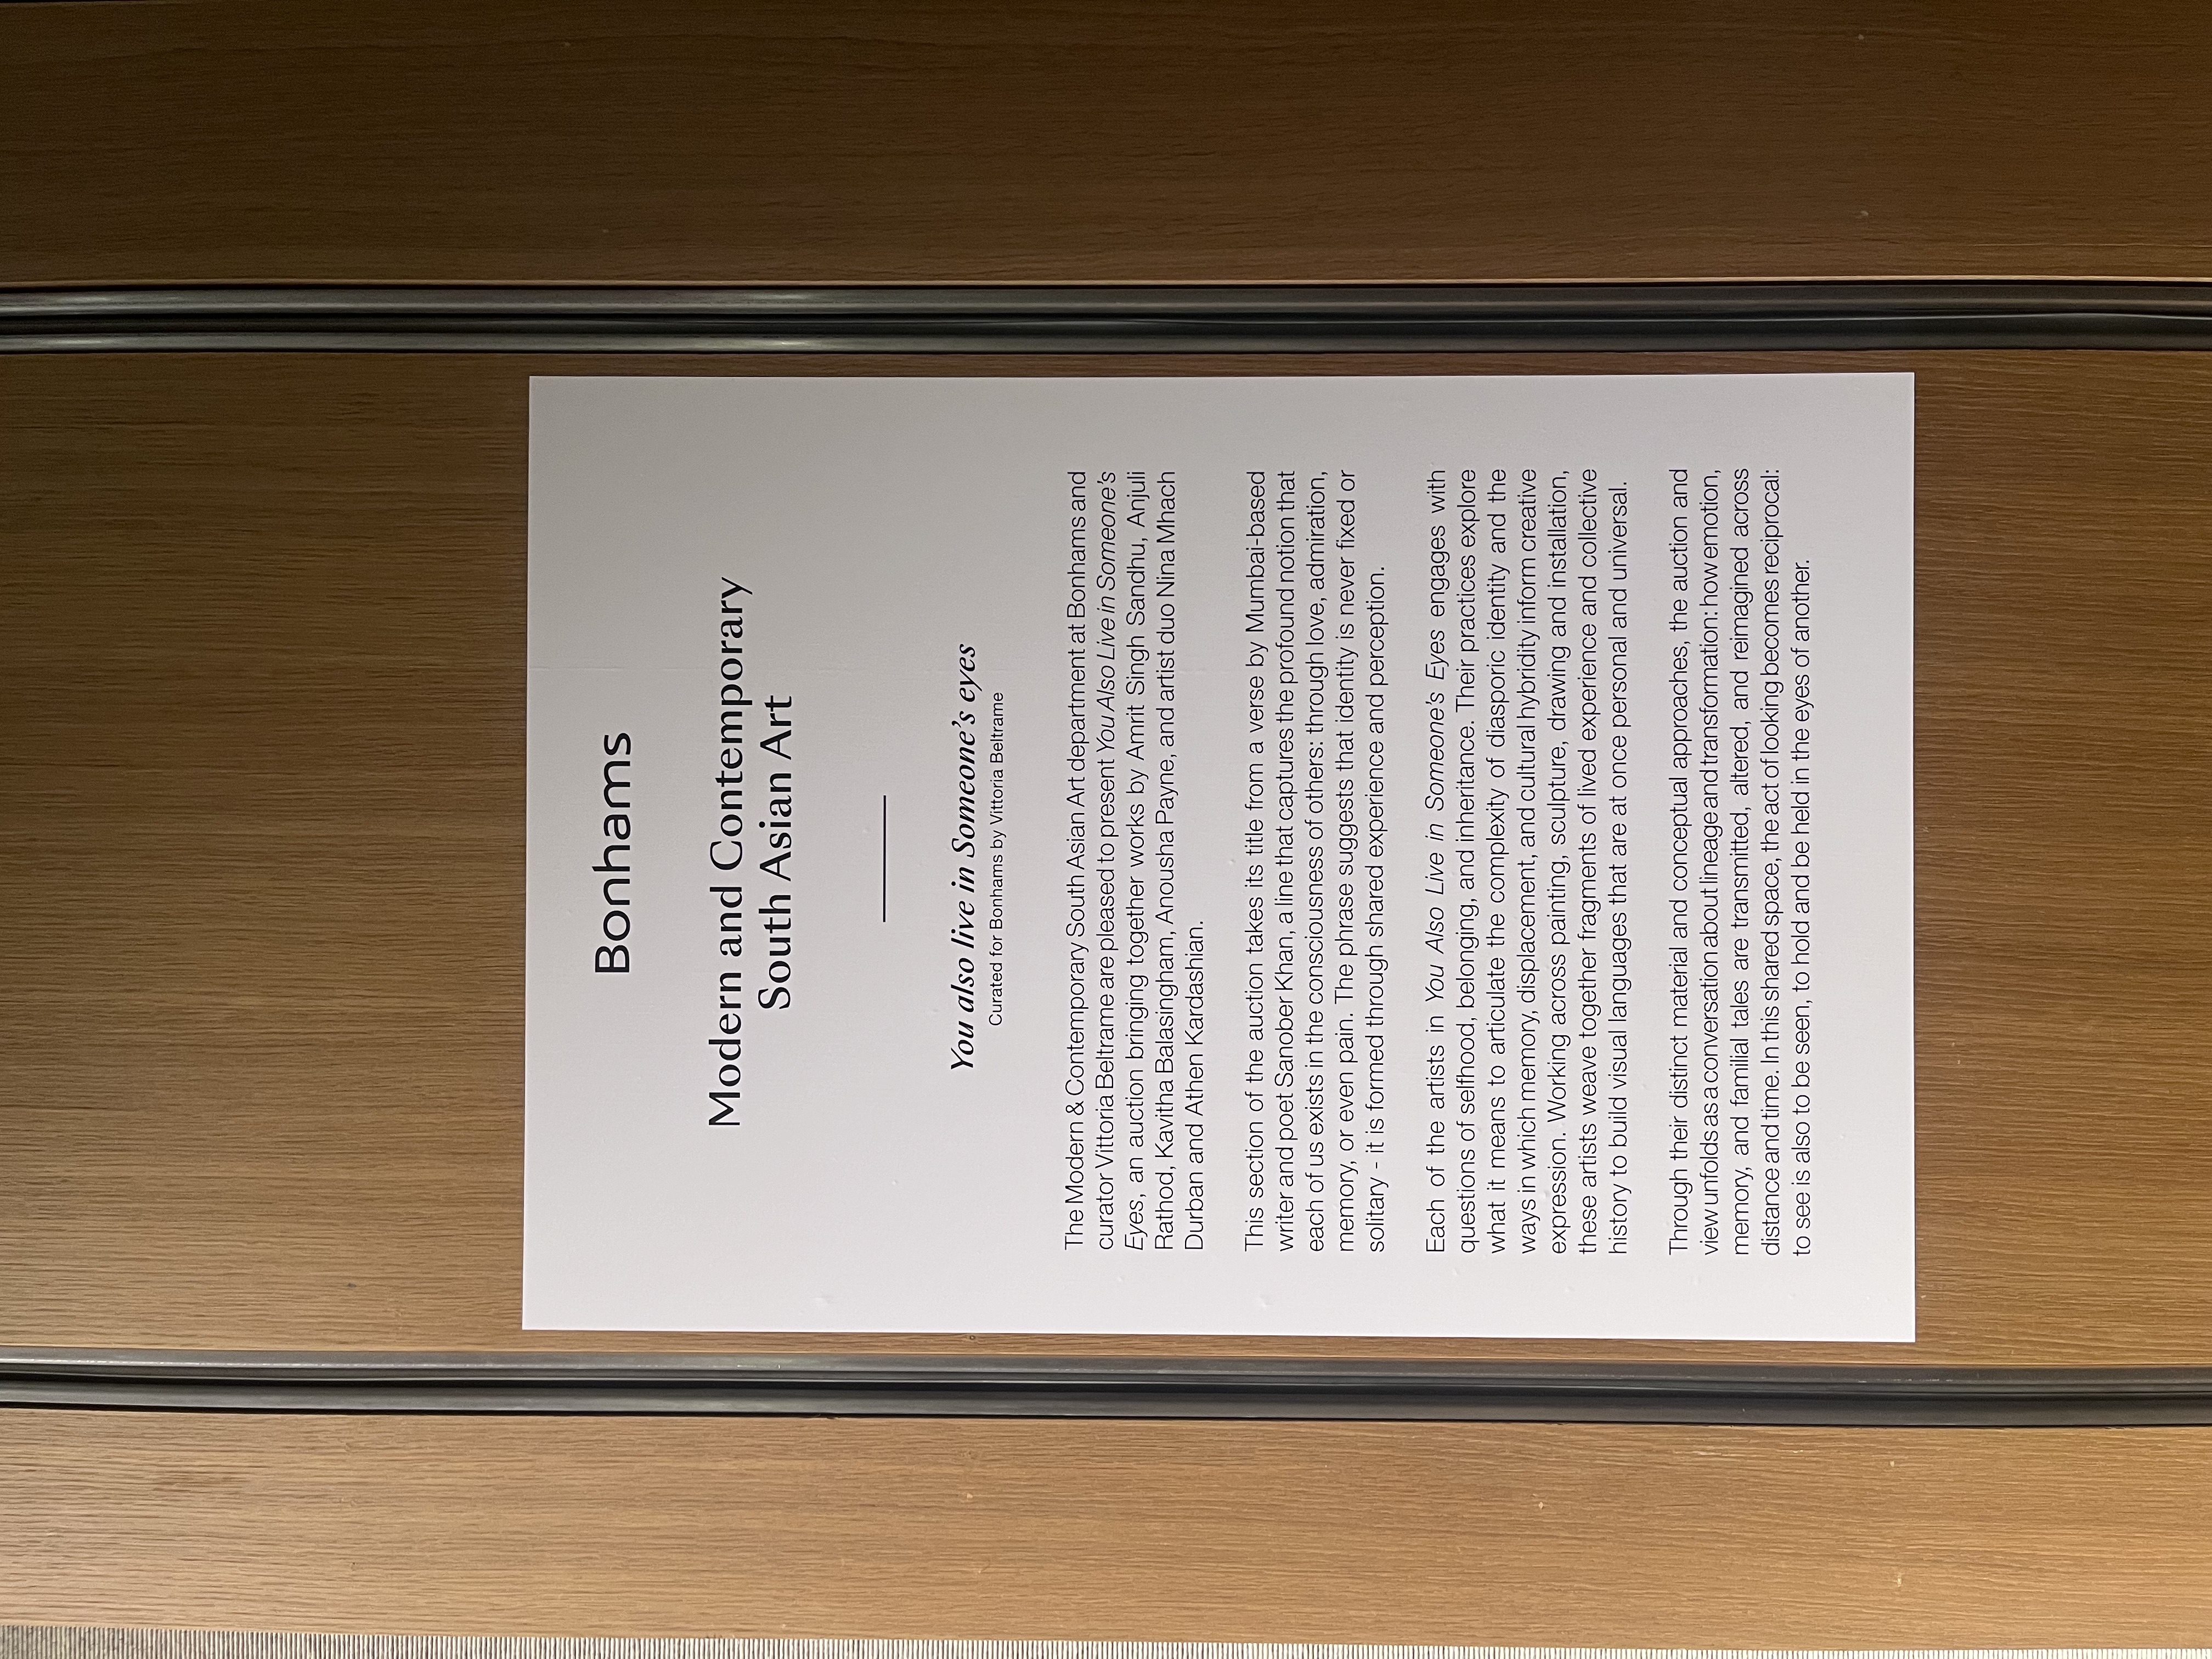 Bonhams
Modern and Contemporary
South Asian Art
You also live in Someone's eyes
Curated for Bonhams by Vittoria Beltrame
The Modern & Contemporary South Asian Art department at Bonhams and
curator Vittoria Beltrame are pleased to present You Also Live in Someone's
Eyes, an auction bringing together works by Amrit Singh Sandhu, Anjuli
Rathod, Kavitha Balasingham, Anousha Payne, and artist duo Nina Mhach
Durban and Athen Kardashian.
This section of the auction takes its title from a verse by Mumbai-based
writer and poet Sanober Khan, a line that captures the profound notion that
each of us exists in the consciousness of others: through love, admiration,
memory, or even pain. The phrase suggests that identity is never fixed or
solitary - it is formed through shared experience and perception.
Each of the artists in You Also Live in Someone's Eyes engages with
questions of selfhood, belonging, and inheritance. Their practices explore
what it means to articulate the complexity of diasporic identity and the
ways in which memory, displacement, and cultural hybridity inform creative
expression. Working across painting, sculpture, drawing and installation,
these artists weave together fragments of lived experience and collective
history to build visual languages that are at once personal and universal.
Through their distinct material and conceptual approaches, the auction and
view unfolds as a conversation about lineage and transformation: how emotion,
memory, and familial tales are transmitted, altered, and reimagined across
distance and time. In this shared space, the act of looking becomes reciprocal:
to see is also to be seen, to hold and be held in the eyes of another.